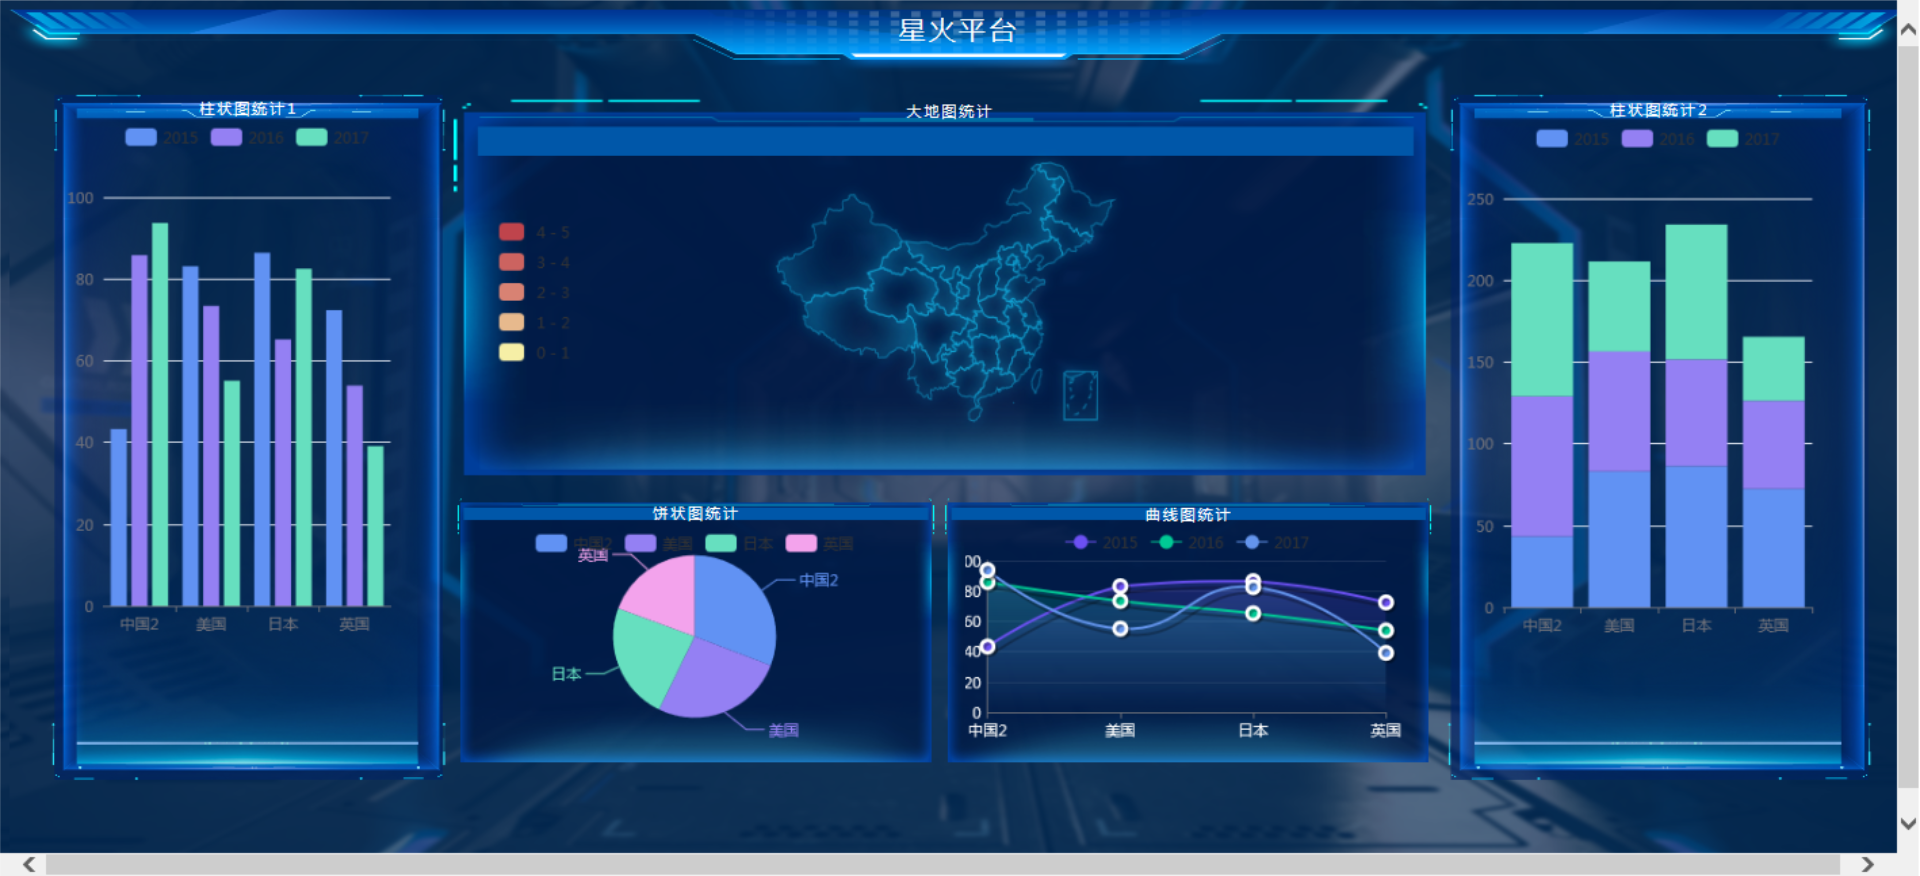 星火平台
柱状图统计1
2015 2016 2017
100
80
60
40
20
0
中国2 美国 日本 英国
大地图统计
4 - 5
3 - 4
2 - 3
1 - 2
0 - 1
饼状图统计
中国2 美国 日本 英国
英国
中国2
日本
美国
曲线图统计
2015 2016 2017
00
80
60
40
20
0
中国2 美国 日本 英国
柱状图统计2
2015 2016 2017
250
200
150
100
50
0
中国2 美国 日本 英国